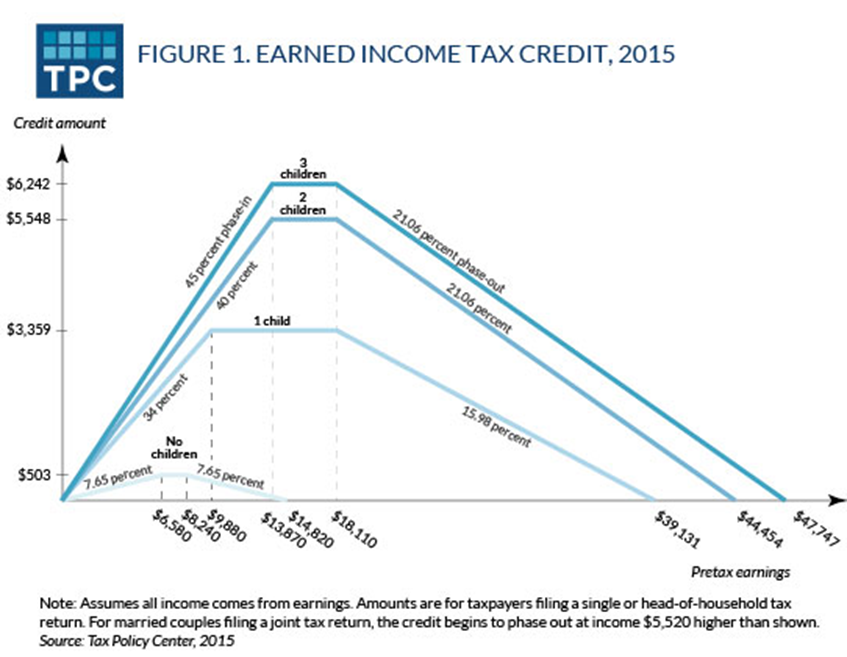 TPC
FIGURE 1. EARNED INCOME TAX CREDIT, 2015
Credit amount
3
children
$6,242
2
children
$5,548
45 percent phase-in
21.06 percent phase-out
40 percent
21.06 percent
1 child
$3,359
34 percent
15.98 percent
No
children
7.65 percent
7.65 percent
$503
$6,580
$8,240
$9,880
$13,870
$14,820
$18,110
$39,131
$44,454
$47,747
Pretax earnings
Note: Assumes all income comes from earnings. Amounts are for taxpayers filing a single or head-of-household tax
return. For married couples filing a joint tax return, the credit begins to phase out at income $5,520 higher than shown.
Source: Tax Policy Center, 2015